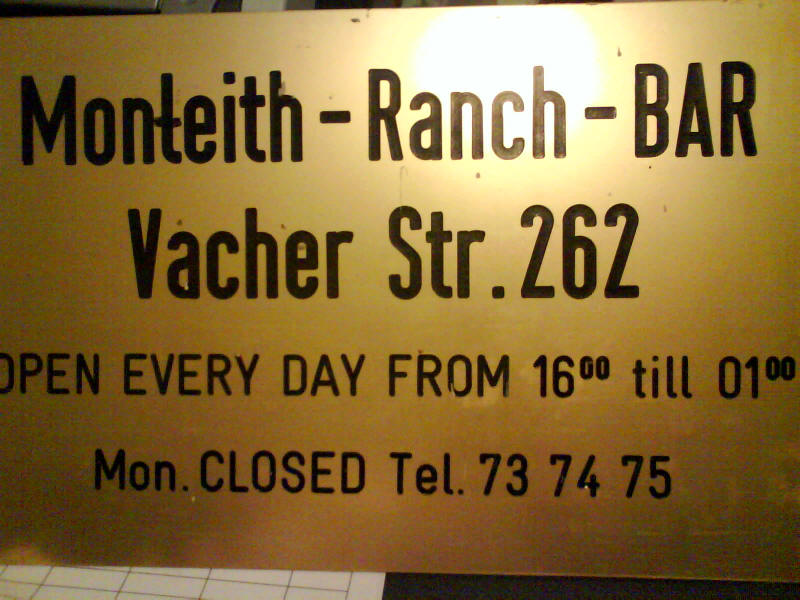 Monteith-Ranch-BAR
Vacher Str.262
OPEN EVERY DAY FROM 16⁰⁰ till 01⁰⁰
Mon. CLOSED Tel. 73 74 75